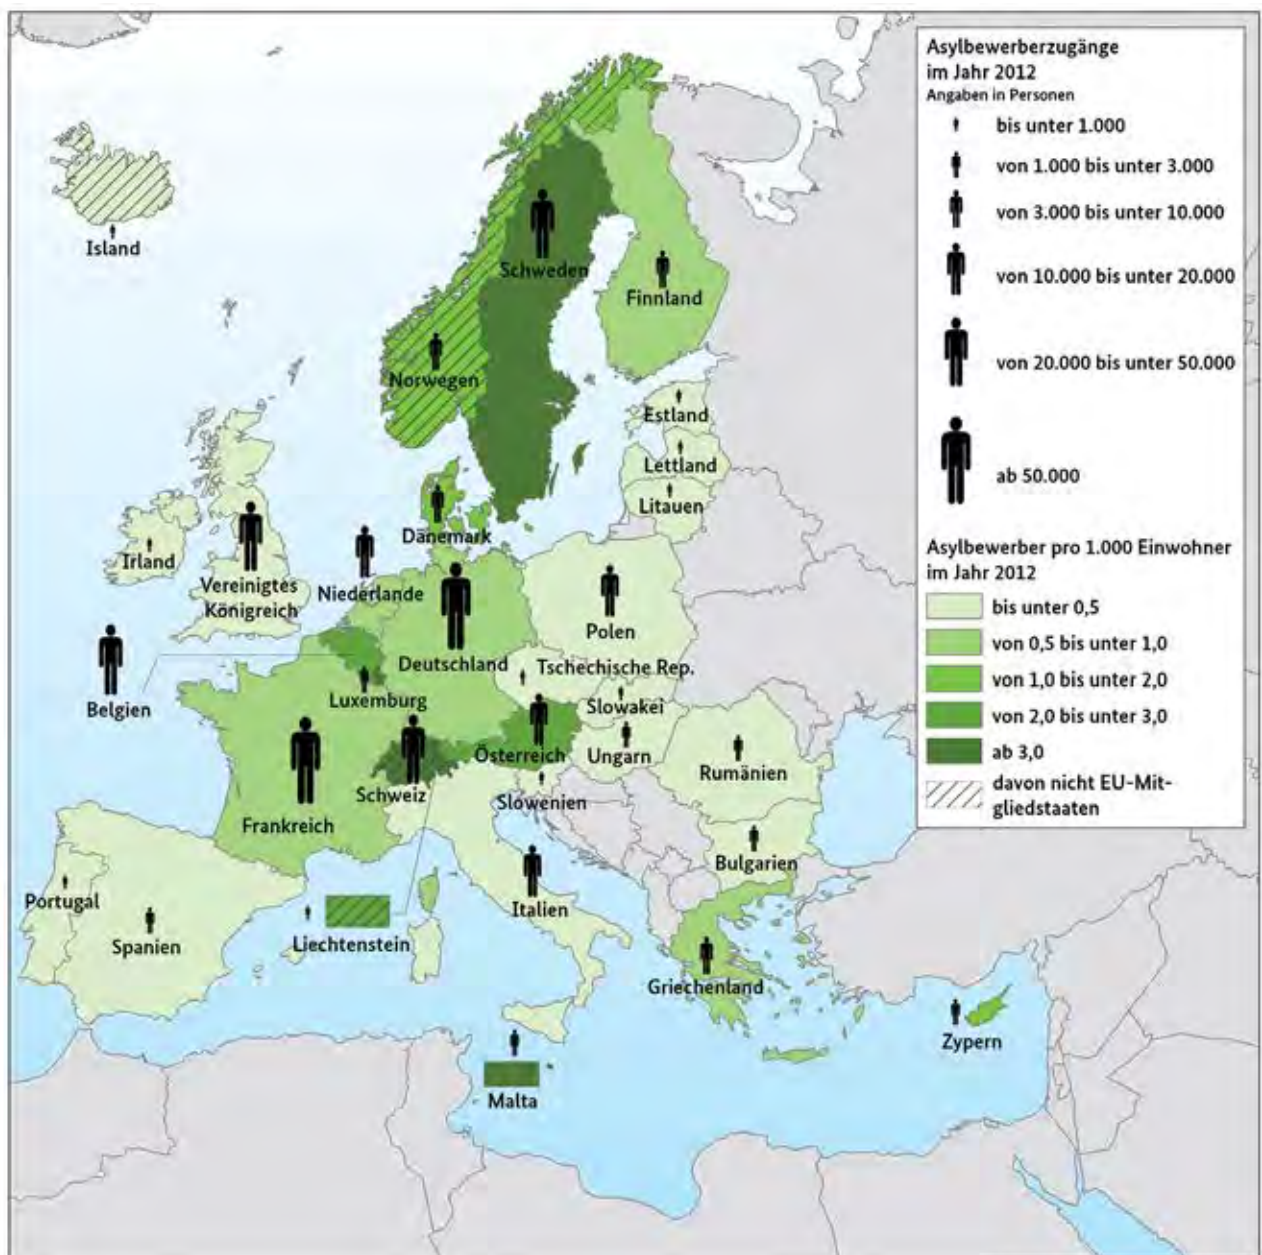 Asylbewerberzugänge
im Jahr 2012
Angaben in Personen
bis unter 1.000
von 1.000 bis unter 3.000
von 3.000 bis unter 10.000
von 10.000 bis unter 20.000
von 20.000 bis unter 50.000
ab 50.000
Asylbewerber pro 1.000 Einwohner
im Jahr 2012
bis unter 0,5
von 0,5 bis unter 1,0
von 1,0 bis unter 2,0
von 2,0 bis unter 3,0
ab 3,0
davon nicht EU-Mit-
gliedstaaten
Island
Schweden
Finnland
Norwegen
Estland
Lettland
Litauen
Dänemark
Irland
Vereinigtes
Königreich
Niederlande
Polen
Deutschland
Tschechische Rep.
Belgien
Luxemburg
Slowakei
Österreich
Ungarn
Rumänien
Schweiz
Slowenien
Frankreich
Bulgarien
Portugal
Spanien
Liechtenstein
Italien
Griechenland
Zypern
Malta